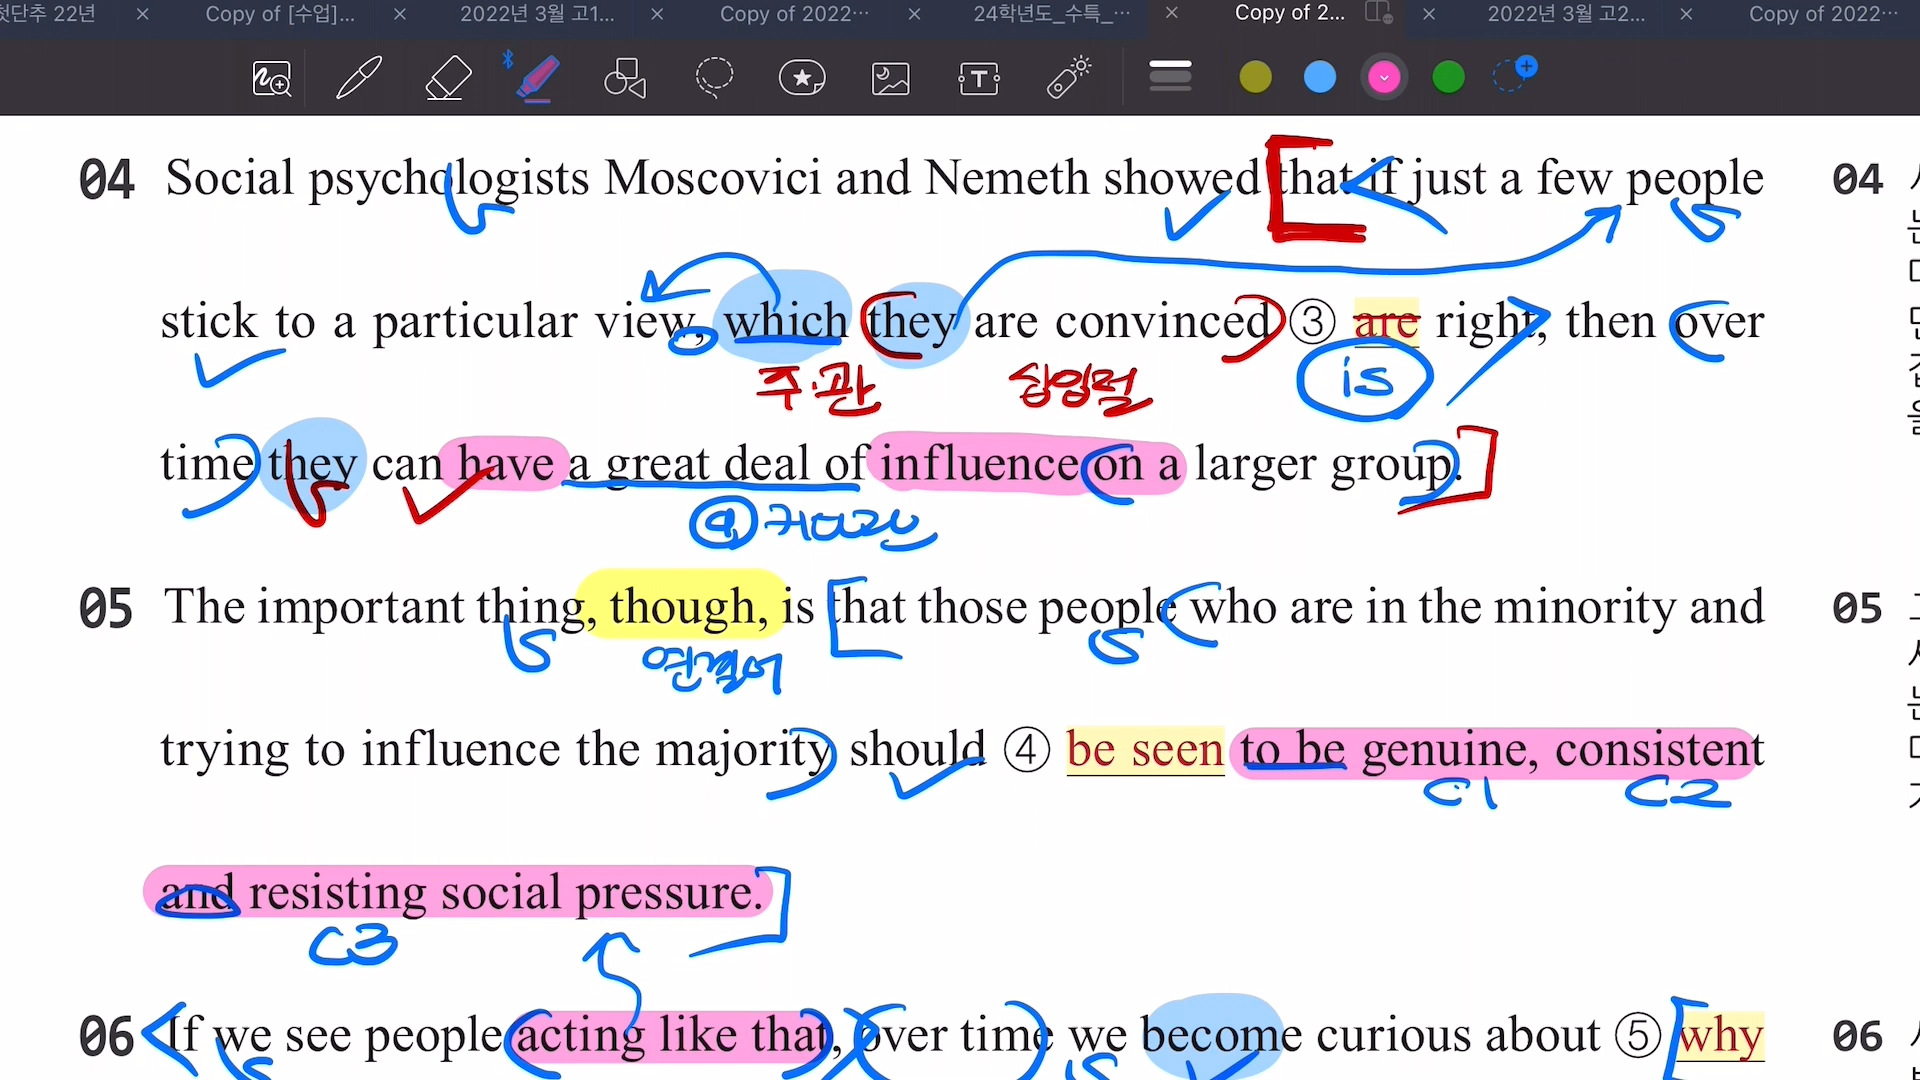 첫단추 22년 × Copy of [수업]... × 2022년 3월 고1... × Copy of 2022... × 24학년도_수특_... × Copy of 2... × 2022년 3월 고2... × Copy of 2022...
T
04 Social psychologists Moscovici and Nemeth showed that if just a few people 04
stick to a particular view, which they are convinced ③ are right, then over
주·관 삽입절 is
time they can have a great deal of influence on a larger group.
05 The important thing, though, is that those people who are in the minority and 05
S 연결어 S
trying to influence the majority should ④ be seen to be genuine, consistent
C1 C2
and resisting social pressure.
C3
06 If we see people acting like that, over time we become curious about ⑤ why 06